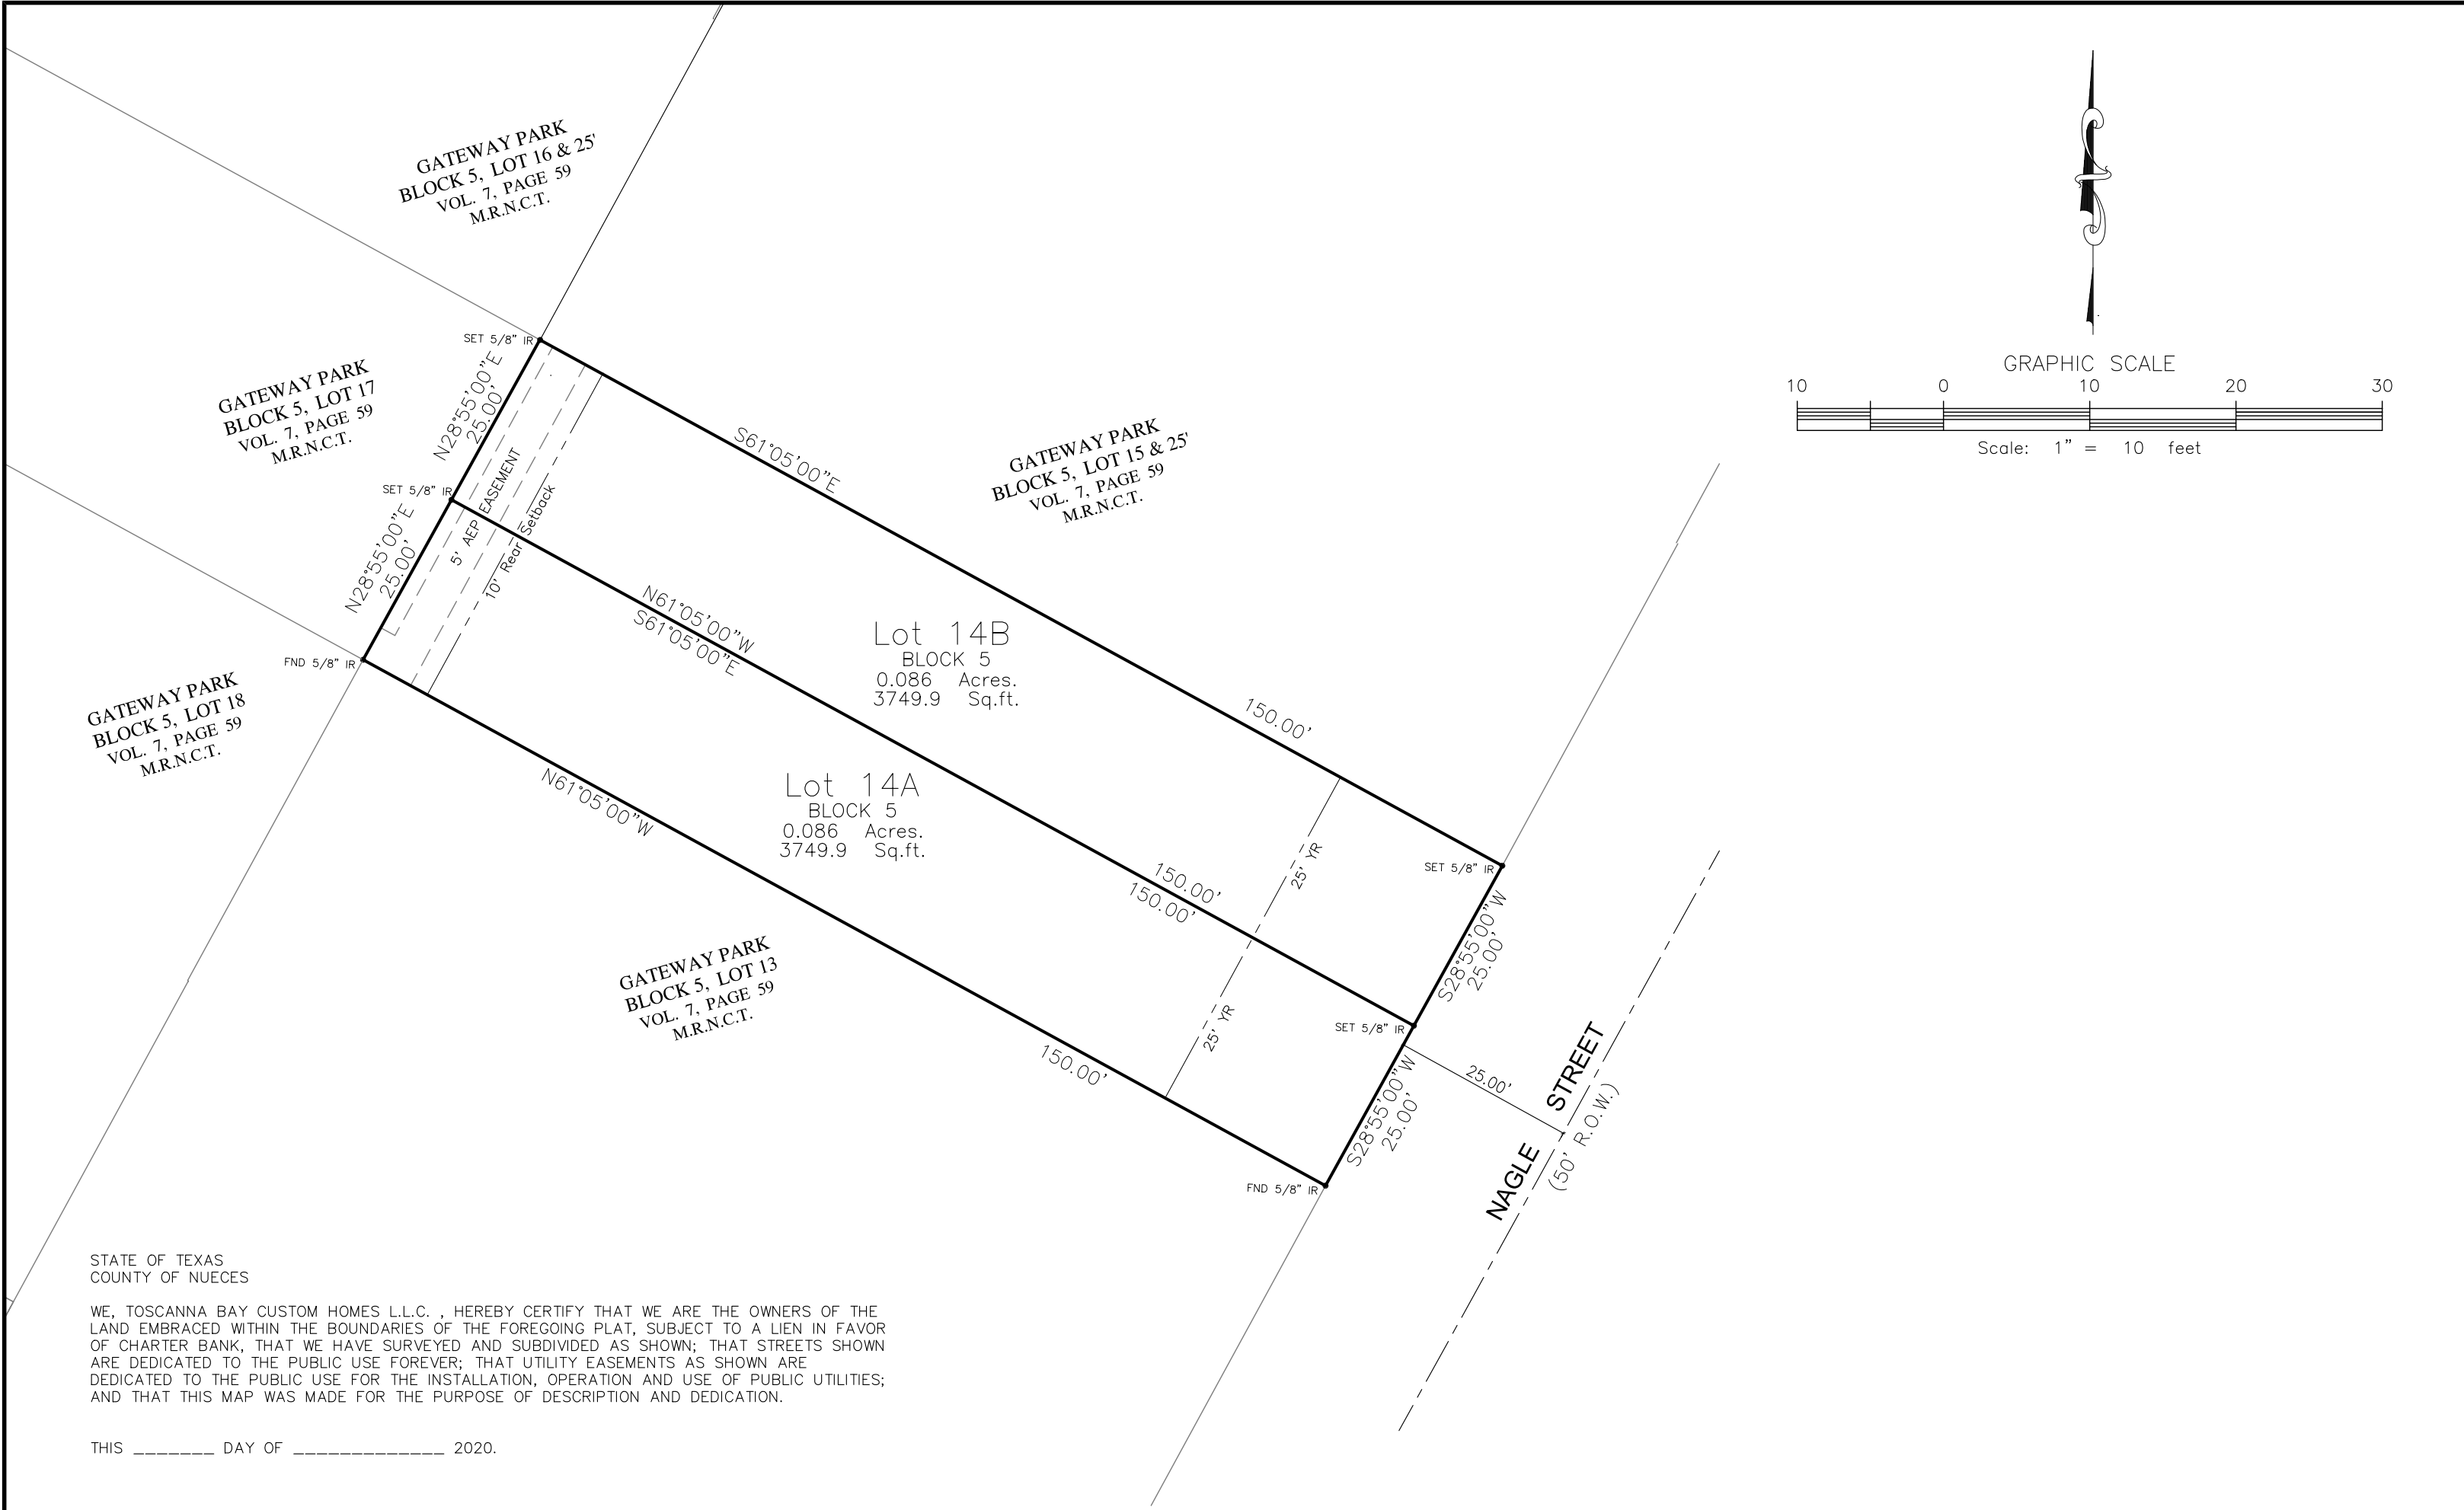 GATEWAY PARK
BLOCK 5, LOT 16 & 25'
VOL. 7, PAGE 59
M.R.N.C.T.
GRAPHIC SCALE
10 0 10 20 30
Scale: 1" = 10 feet
SET 5/8" IR
N28°55'00"E
25.00'
GATEWAY PARK
BLOCK 5, LOT 17
VOL. 7, PAGE 59
M.R.N.C.T.
S61°05'00"E
GATEWAY PARK
BLOCK 5, LOT 15 & 25'
VOL. 7, PAGE 59
M.R.N.C.T.
SET 5/8" IR
5' AEP EASEMENT
10' Rear Setback
N28°55'00"E
25.00'
N61°05'00"W
S61°05'00"E
Lot 14B
BLOCK 5
0.086 Acres.
3749.9 Sq.ft.
FND 5/8" IR
GATEWAY PARK
BLOCK 5, LOT 18
VOL. 7, PAGE 59
M.R.N.C.T.
150.00'
N61°05'00"W
Lot 14A
BLOCK 5
0.086 Acres.
3749.9 Sq.ft.
25' YR
SET 5/8" IR
150.00'
150.00'
S28°55'00"W
25.00'
GATEWAY PARK
BLOCK 5, LOT 13
VOL. 7, PAGE 59
M.R.N.C.T.
25' YR
SET 5/8" IR
150.00'
S28°55'00"W
25.00'
25.00'
NAGLE STREET
(50' R.O.W.)
FND 5/8" IR
STATE OF TEXAS
COUNTY OF NUECES
WE, TOSCANNA BAY CUSTOM HOMES L.L.C. , HEREBY CERTIFY THAT WE ARE THE OWNERS OF THE
LAND EMBRACED WITHIN THE BOUNDARIES OF THE FOREGOING PLAT, SUBJECT TO A LIEN IN FAVOR
OF CHARTER BANK, THAT WE HAVE SURVEYED AND SUBDIVIDED AS SHOWN; THAT STREETS SHOWN
ARE DEDICATED TO THE PUBLIC USE FOREVER; THAT UTILITY EASEMENTS AS SHOWN ARE
DEDICATED TO THE PUBLIC USE FOR THE INSTALLATION, OPERATION AND USE OF PUBLIC UTILITIES;
AND THAT THIS MAP WAS MADE FOR THE PURPOSE OF DESCRIPTION AND DEDICATION.
THIS _______ DAY OF _____________ 2020.